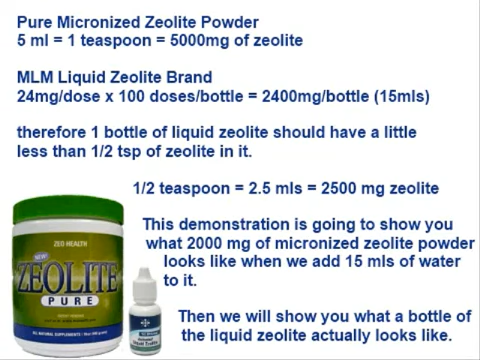 Pure Micronized Zeolite Powder
5 ml = 1 teaspoon = 5000mg of zeolite
MLM Liquid Zeolite Brand
24mg/dose x 100 doses/bottle = 2400mg/bottle (15mls)
therefore 1 bottle of liquid zeolite should have a little
less than 1/2 tsp of zeolite in it.
1/2 teaspoon = 2.5 mls = 2500 mg zeolite
This demonstration is going to show you
what 2000 mg of micronized zeolite powder
looks like when we add 15 mls of water
to it.
Then we will show you what a bottle of
the liquid zeolite actually looks like.
ZEO HEALTH
NEW
ZEOLITE
PURE